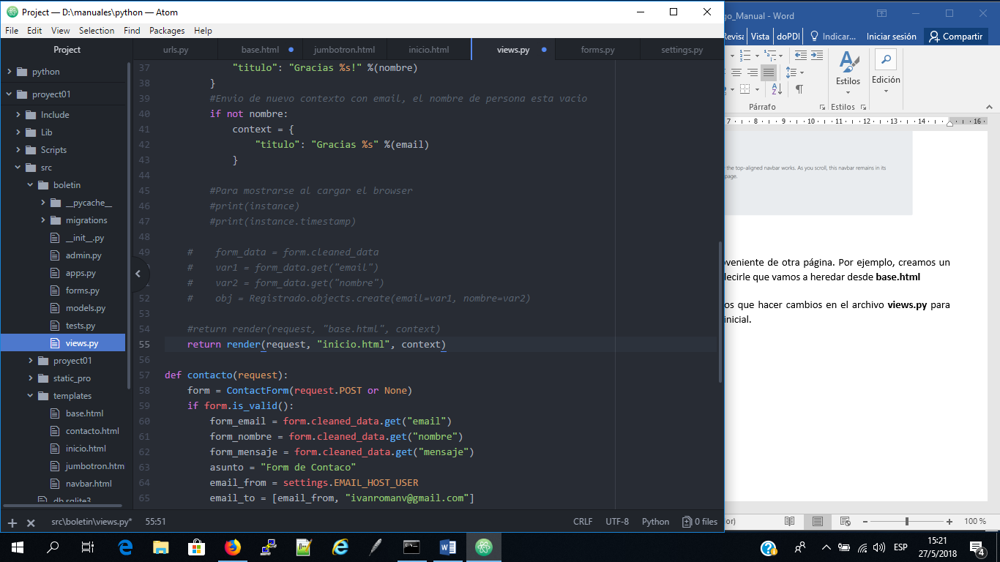 Project — D:\manuales\python — Atom
File Edit View Selection Find Packages Help
Project
python
proyect01
Include
Lib
Scripts
src
boletin
__pycache__
migrations
__init__.py
admin.py
apps.py
forms.py
models.py
tests.py
views.py
proyect01
static_pro
templates
base.html
contacto.html
inicio.html
jumbotron.htm
navbar.html
db.sqlite3
urls.py base.html jumbotron.html inicio.html views.py forms.py settings.py
37 "titulo": "Gracias %s!" %(nombre)
38 }
39 #Envio de nuevo contexto con email, el nombre de persona esta vacio
40 if not nombre:
41 context = {
42 "titulo": "Gracias %s" %(email)
43 }
44
45 #Para mostrarse al cargar el browser
46 #print(instance)
47 #print(instance.timestamp)
48
49 # form_data = form.cleaned_data
# var1 = form_data.get("email")
# var2 = form_data.get("nombre")
52 # obj = Registrado.objects.create(email=var1, nombre=var2)
53
54 #return render(request, "base.html", context)
55 return render(request, "inicio.html", context)
56
57 def contacto(request):
58 form = ContactForm(request.POST or None)
59 if form.is_valid():
60 form_email = form.cleaned_data.get("email")
61 form_nombre = form.cleaned_data.get("nombre")
62 form_mensaje = form.cleaned_data.get("mensaje")
63 asunto = "Form de Contaco"
64 email_from = settings.EMAIL_HOST_USER
65 email_to = [email_from, "ivanromanv@gmail.com"]
src\boletin\views.py* 55:51 CRLF UTF-8 Python 0 files
go_Manual - Word
Revisa Vista doPDI Indicar... Iniciar sesión Compartir
Estilos Edición
Párrafo Estilos
7 8 9 10 11 12 13 14 16
the top-aligned navbar works. As you scroll, this navbar remains in its
page.
oveniente de otra página. Por ejemplo, creamos un
decirle que vamos a heredar desde base.html
os que hacer cambios en el archivo views.py para
inicial.
or) 100 %
ESP 15:21
27/5/2018
4